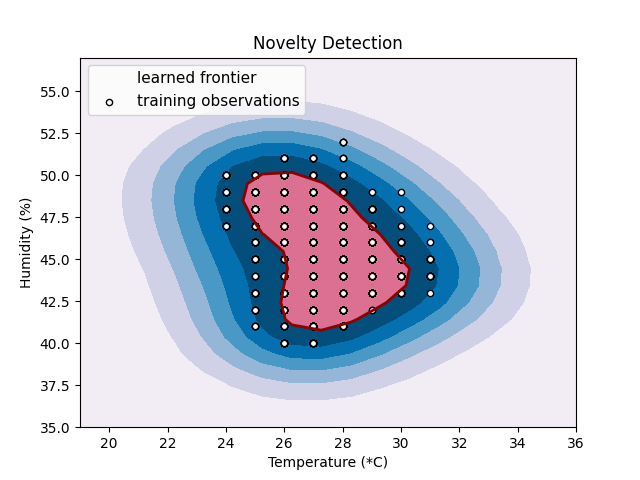 Novelty Detection
learned frontier
training observations
55.0
52.5
50.0
47.5
45.0
42.5
40.0
37.5
35.0
Humidity (%)
20 22 24 26 28 30 32 34 36
Temperature (*C)